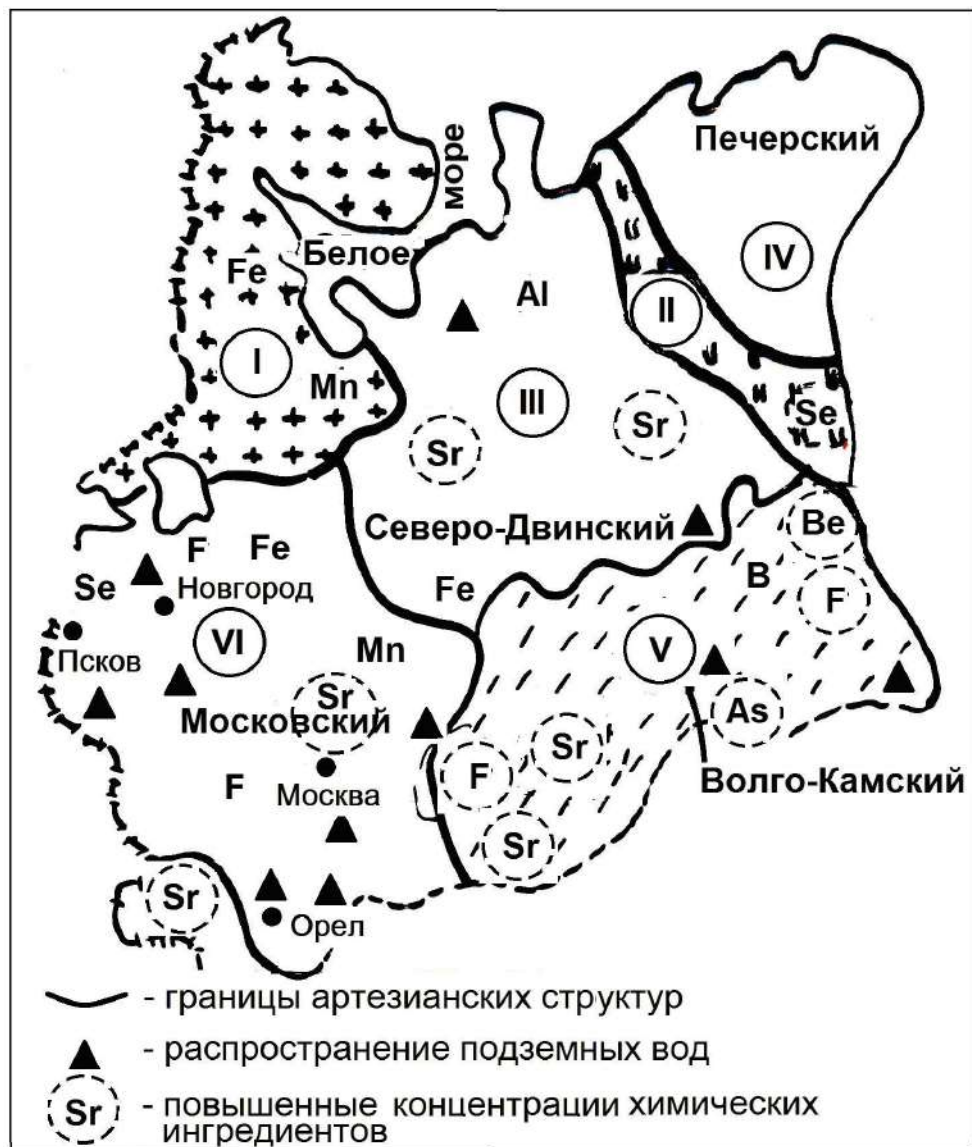 Печерский
море
IV
Белое
Fe
Al
II
I
Mn
III
Se
Sr
Sr
Северо-Двинский
Be
F
Fe
B
Se
Новгород
Fe
F
VI
V
Псков
Mn
Sr
As
Московский
Sr
F
Волго-Камский
F
Москва
Sr
Sr
Орел
- границы артезианских структур
- распространение подземных вод
Sr - повышенные концентрации химических
ингредиентов